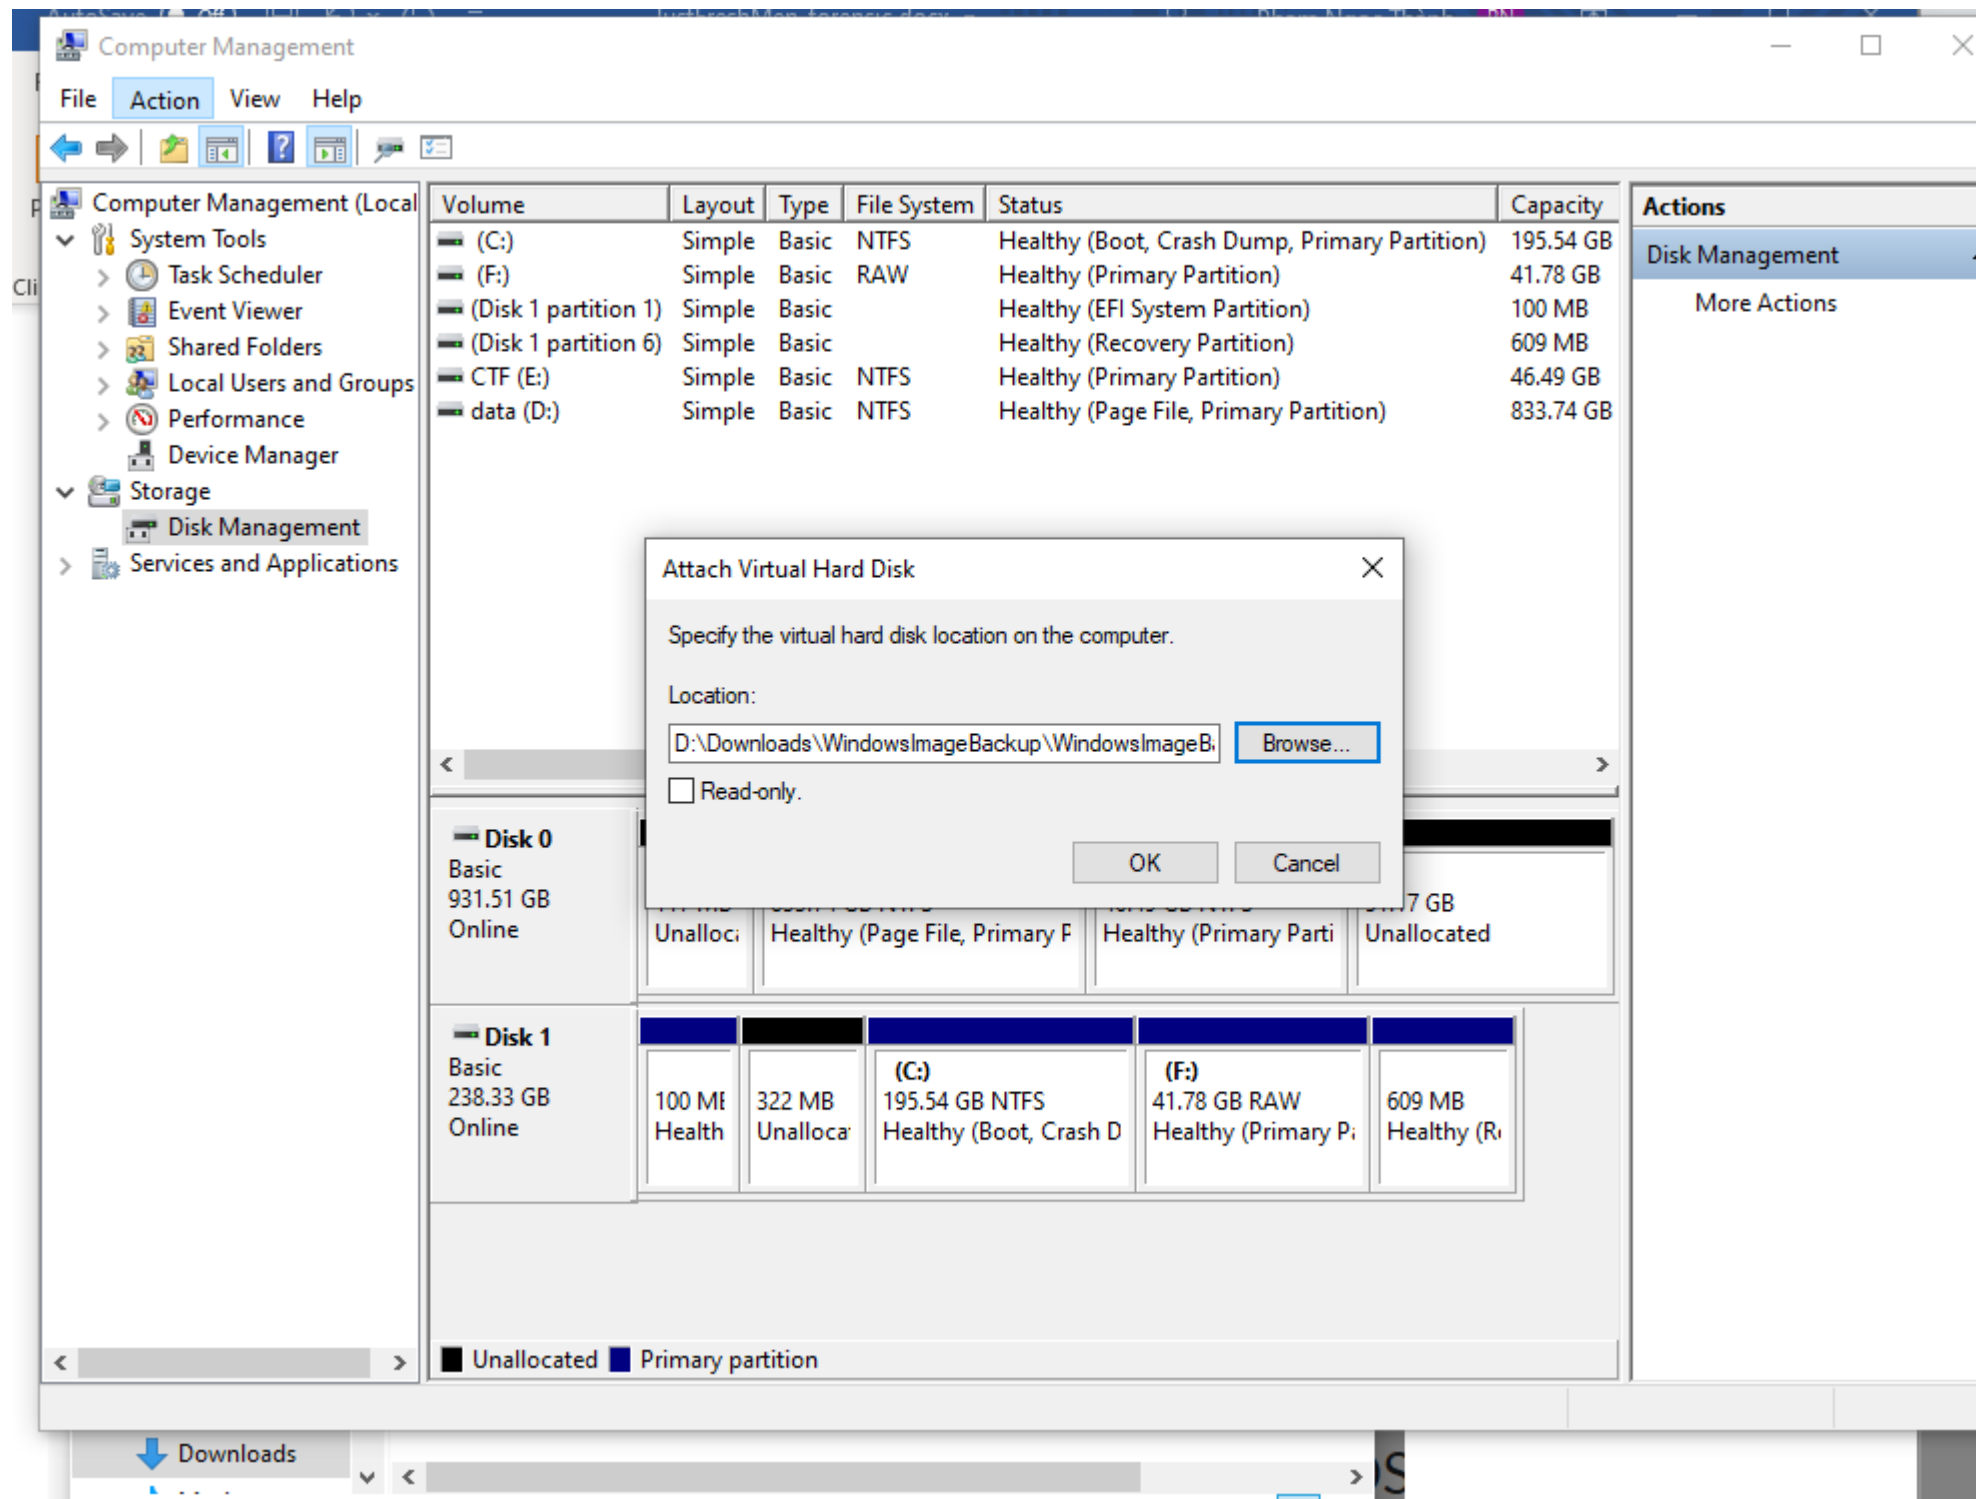 Computer Management
File Action View Help
Computer Management (Local
System Tools
Task Scheduler
Event Viewer
Shared Folders
Local Users and Groups
Performance
Device Manager
Storage
Disk Management
Services and Applications
Volume Layout Type File System Status Capacity
(C:) Simple Basic NTFS Healthy (Boot, Crash Dump, Primary Partition) 195.54 GB
(F:) Simple Basic RAW Healthy (Primary Partition) 41.78 GB
(Disk 1 partition 1) Simple Basic Healthy (EFI System Partition) 100 MB
(Disk 1 partition 6) Simple Basic Healthy (Recovery Partition) 609 MB
CTF (E:) Simple Basic NTFS Healthy (Primary Partition) 46.49 GB
data (D:) Simple Basic NTFS Healthy (Page File, Primary Partition) 833.74 GB
Actions
Disk Management
More Actions
Attach Virtual Hard Disk
Specify the virtual hard disk location on the computer.
Location:
D:\Downloads\WindowsImageBackup\WindowsImageBa
Browse...
Read-only.
OK Cancel
Disk 0
Basic
931.51 GB
Online
Unalloca Healthy (Page File, Primary P Healthy (Primary Parti Unallocated
Disk 1
Basic
238.33 GB
Online
100 ME
Health
322 MB
Unalloca
(C:)
195.54 GB NTFS
Healthy (Boot, Crash D
(F:)
41.78 GB RAW
Healthy (Primary Pa
609 MB
Healthy (R
Unallocated Primary partition
Cli
Downloads